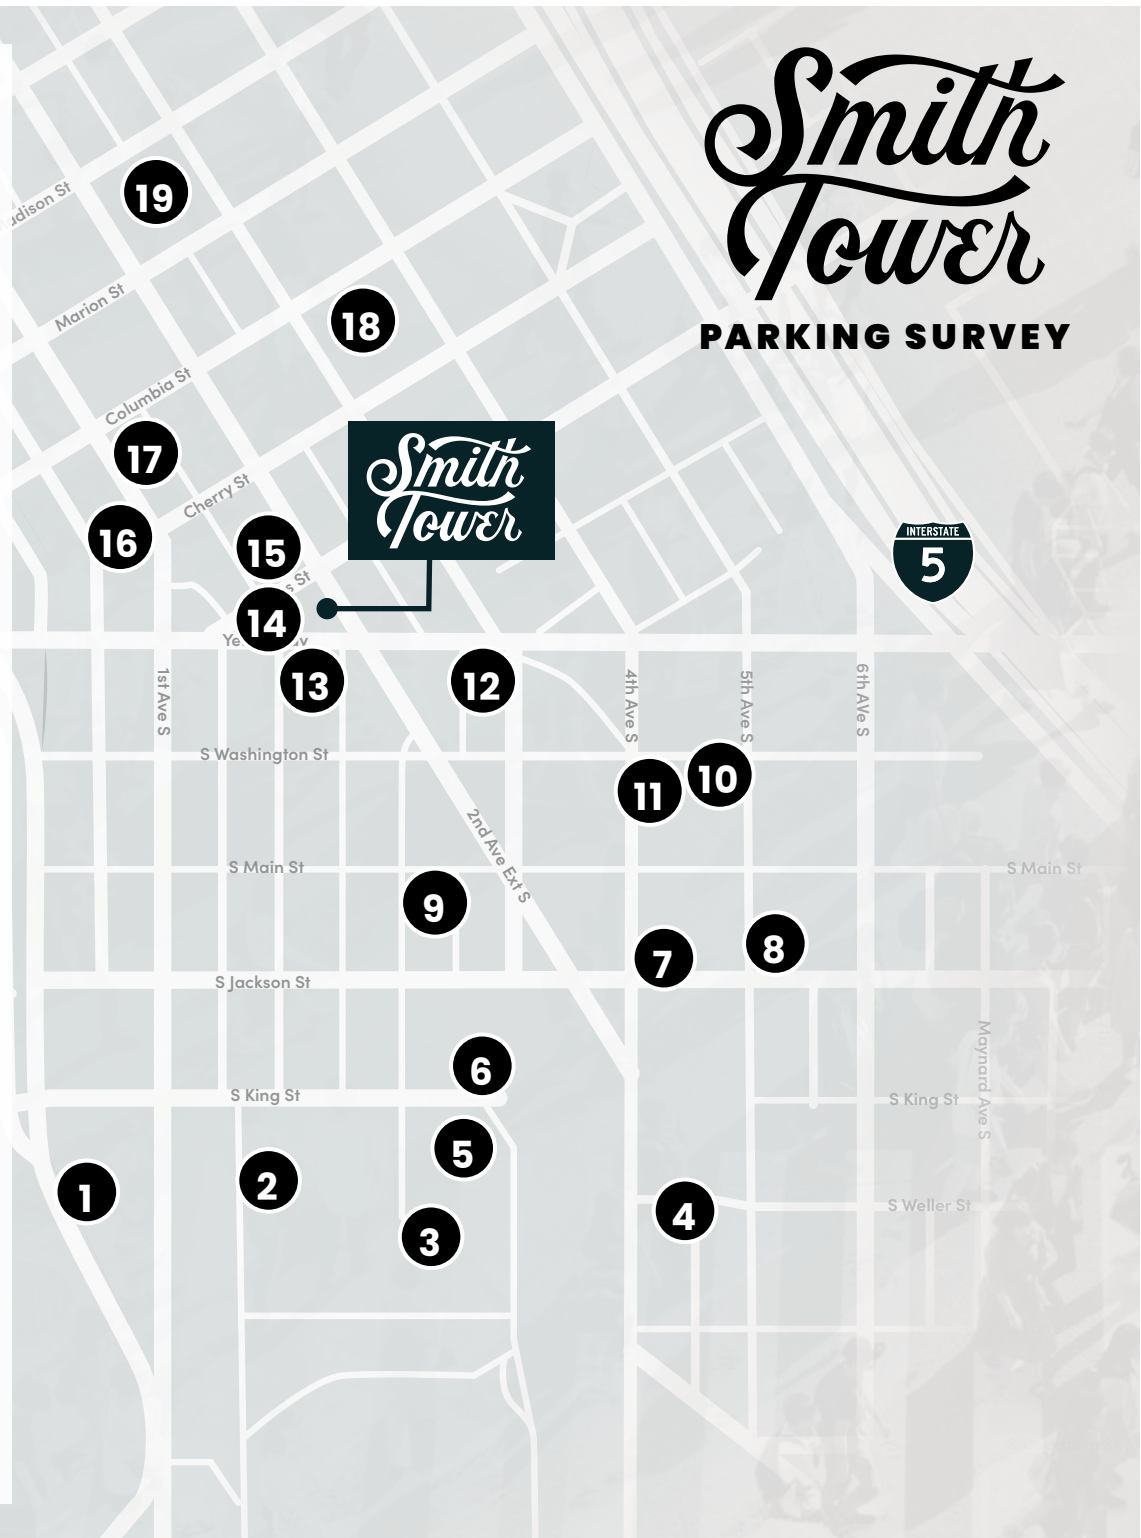 Smith
Tower
PARKING SURVEY
19
Marion St
18
Columbia St
17
Smith
Tower
Cherry St
16
15
INTERSTATE
5
14
13
12
1st Ave S
4th Ave S
5th Ave S
6th AVe S
S Washington St
11
10
2nd Ave Ext S
S Main St
S Main St
9
7
8
S Jackson St
Maynard Ave S
6
S King St
S King St
5
1
2
4
S Weller St
3